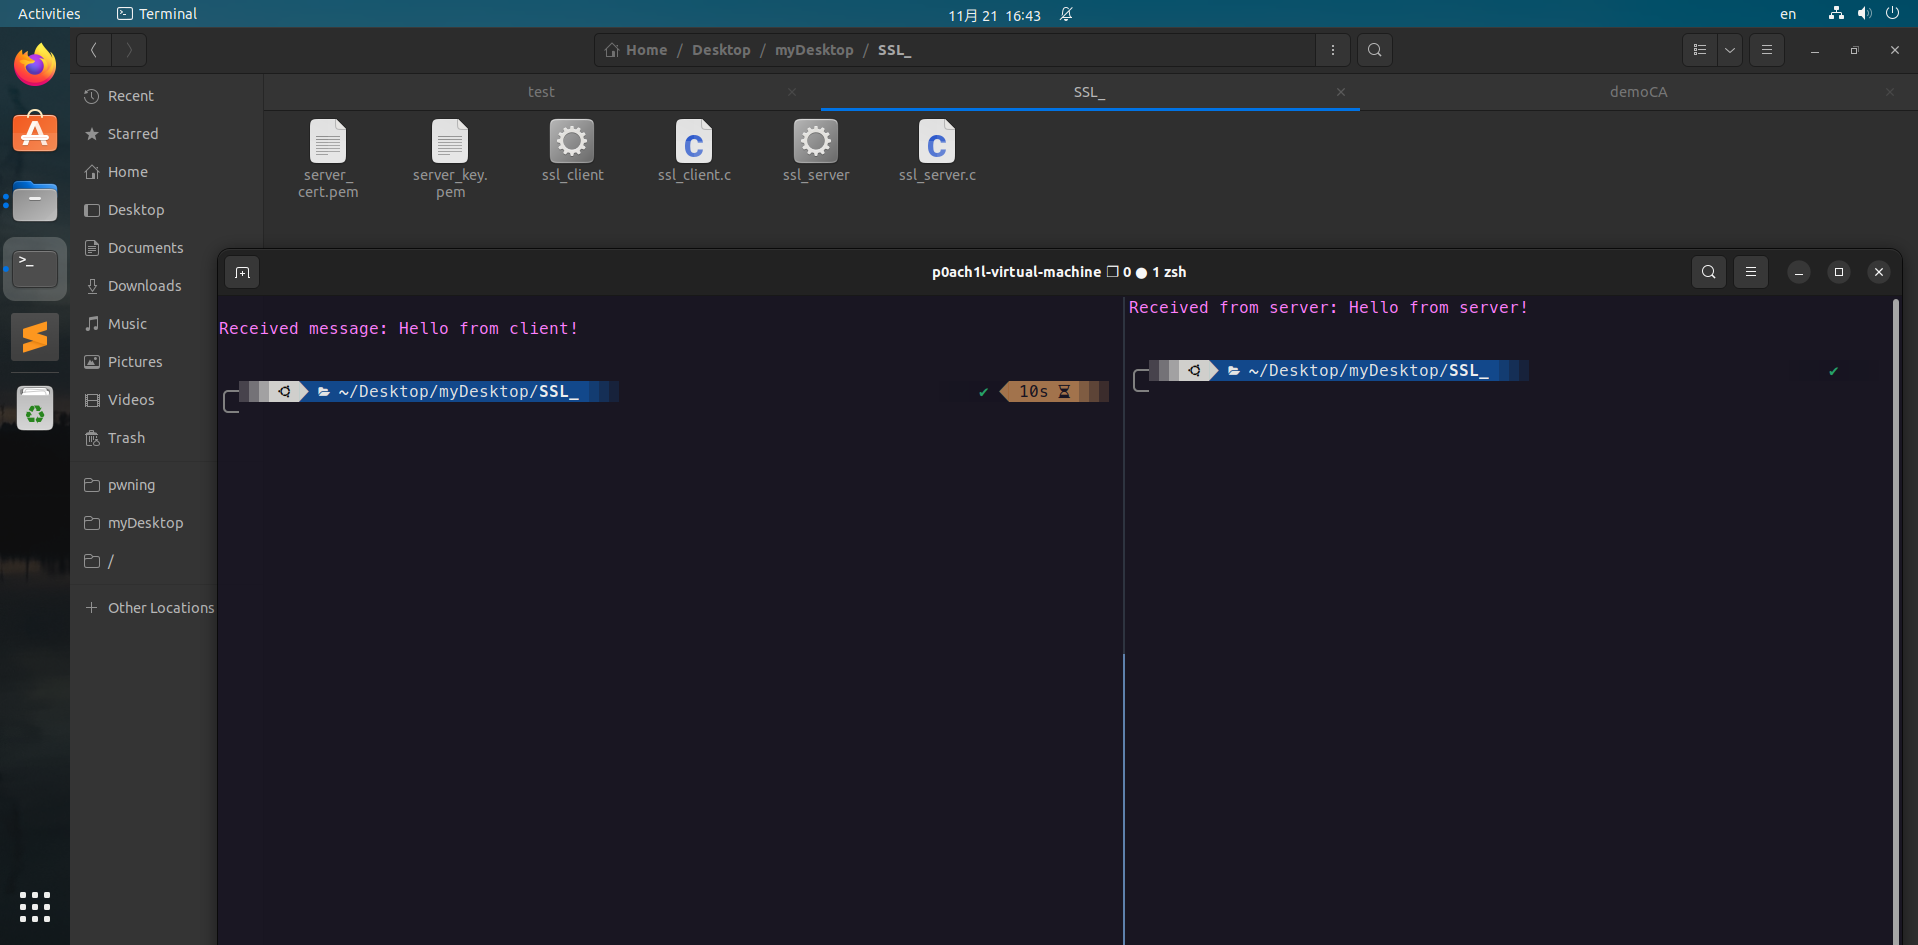 Activities
Terminal
11月 21 16:43
en
Home / Desktop / myDesktop / SSL_
Recent
Starred
Home
Desktop
Documents
Downloads
Music
Pictures
Videos
Trash
pwning
myDesktop
/
Other Locations
test
SSL_
demoCA
server_
cert.pem
server_key.
pem
ssl_client
ssl_client.c
ssl_server
ssl_server.c
p0ach1l-virtual-machine ❐ 0 ● 1 zsh
Received message: Hello from client!
~/Desktop/myDesktop/SSL_
✔ 10s
Received from server: Hello from server!
~/Desktop/myDesktop/SSL_
✔